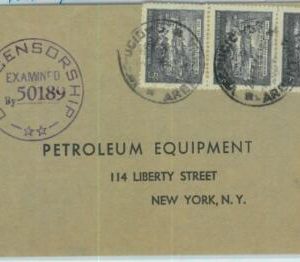 CENSORSHIP
EXAMINED
By 50189
PETROLEUM EQUIPMENT
114 LIBERTY STREET
NEW YORK, N. Y.